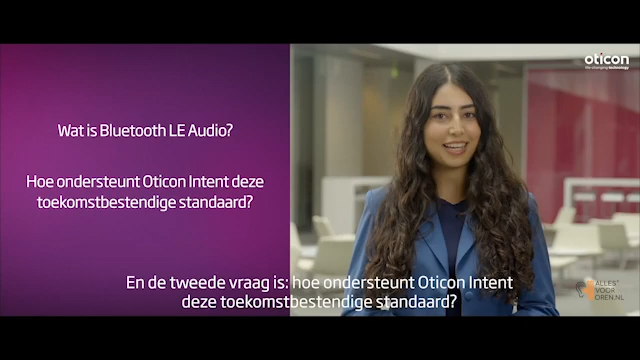 oticon
life-changing technology
Wat is Bluetooth LE Audio?
Hoe ondersteunt Oticon Intent deze
toekomstbestendige standaard?
En de tweede vraag is: hoe ondersteunt Oticon Intent
deze toekomstbestendige standaard?
ALLES
VOOR
OREN.NL